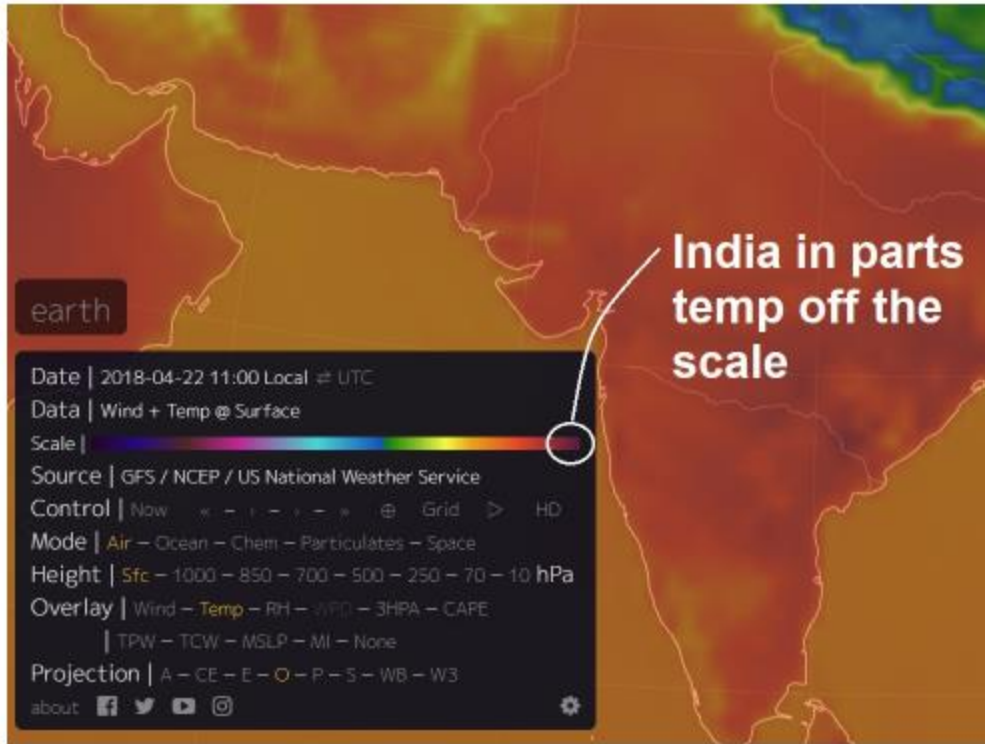 India in parts
temp off the
scale
earth
Date | 2018-04-22 11:00 Local ⇄ UTC
Data | Wind + Temp @ Surface
Scale |
Source | GFS / NCEP / US National Weather Service
Control | Now « – ‹ – › – » ⊕ Grid ▷ HD
Mode | Air – Ocean – Chem – Particulates – Space
Height | Sfc – 1000 – 850 – 700 – 500 – 250 – 70 – 10 hPa
Overlay | Wind – Temp – RH – WPD – 3HPA – CAPE
| TPW – TCW – MSLP – MI – None
Projection | A – CE – E – O – P – S – WB – W3
about